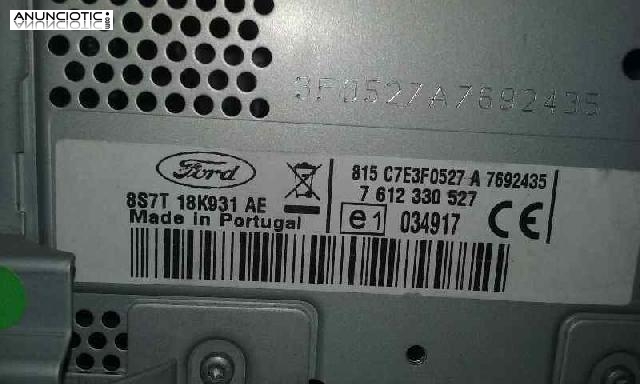 ANUNCIOTIC.com
3F0527A7692435
Ford
8S7T 18K931 AE
Made in Portugal
815 C7E3F0527 A 7692435
7 612 330 527
e1 034917 CE